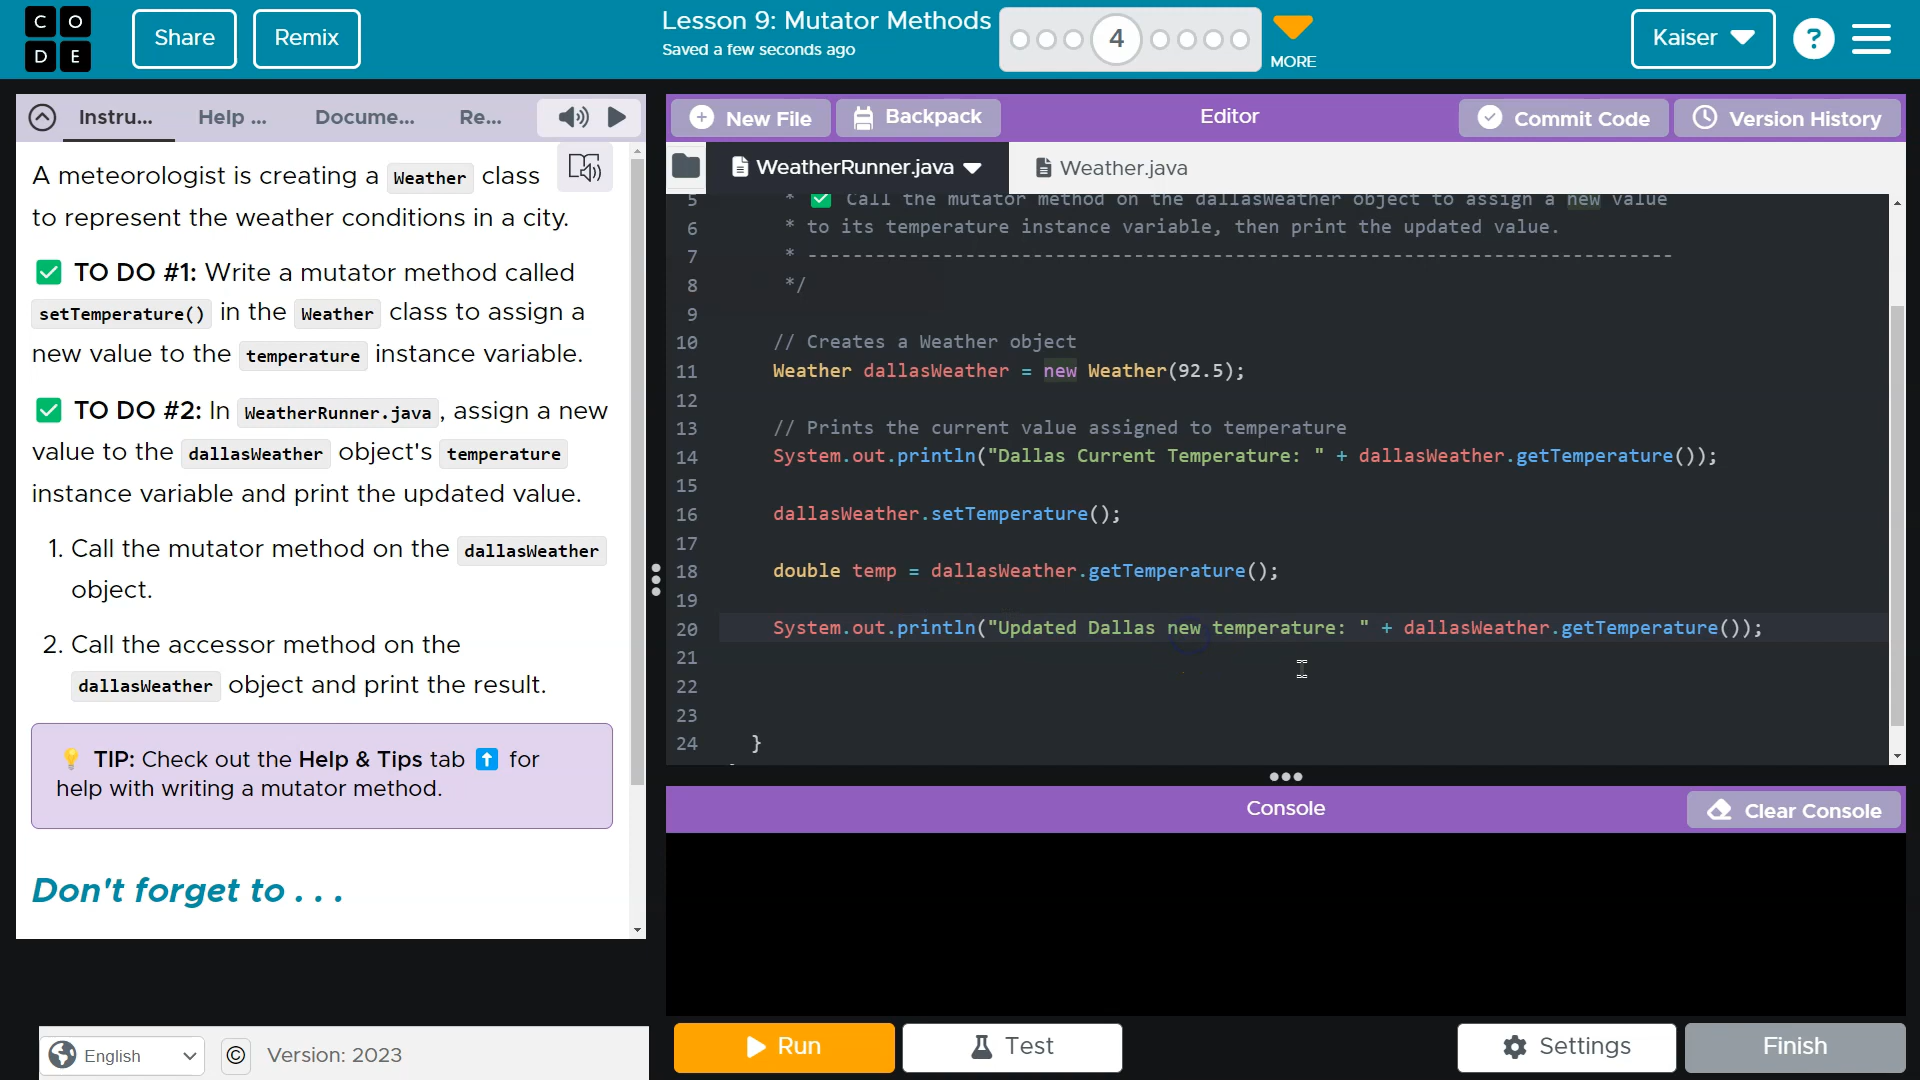 C O
D E
Share
Remix
Lesson 9: Mutator Methods
Saved a few seconds ago
4
MORE
Kaiser
?
Instru...
Help ...
Docume...
Re...
New File
Backpack
Editor
Commit Code
Version History
WeatherRunner.java
Weather.java
A meteorologist is creating a Weather class
to represent the weather conditions in a city.
✅ TO DO #1: Write a mutator method called
setTemperature() in the Weather class to assign a
new value to the temperature instance variable.
✅ TO DO #2: In WeatherRunner.java, assign a new
value to the dallasWeather object's temperature
instance variable and print the updated value.
1. Call the mutator method on the dallasWeather
object.
2. Call the accessor method on the
dallasWeather object and print the result.
💡 TIP: Check out the Help & Tips tab ⬆ for
help with writing a mutator method.
Don't forget to . . .
5 * ✅ Call the mutator method on the dallasWeather object to assign a new value
6 * to its temperature instance variable, then print the updated value.
7 * -----------------------------------------------------------------------------
8 */
9
10 // Creates a Weather object
11 Weather dallasWeather = new Weather(92.5);
12
13 // Prints the current value assigned to temperature
14 System.out.println("Dallas Current Temperature: " + dallasWeather.getTemperature());
15
16 dallasWeather.setTemperature();
17
18 double temp = dallasWeather.getTemperature();
19
20 System.out.println("Updated Dallas new temperature: " + dallasWeather.getTemperature());
21
22
23
24 }
Console
Clear Console
English
©
Version: 2023
Run
Test
Settings
Finish